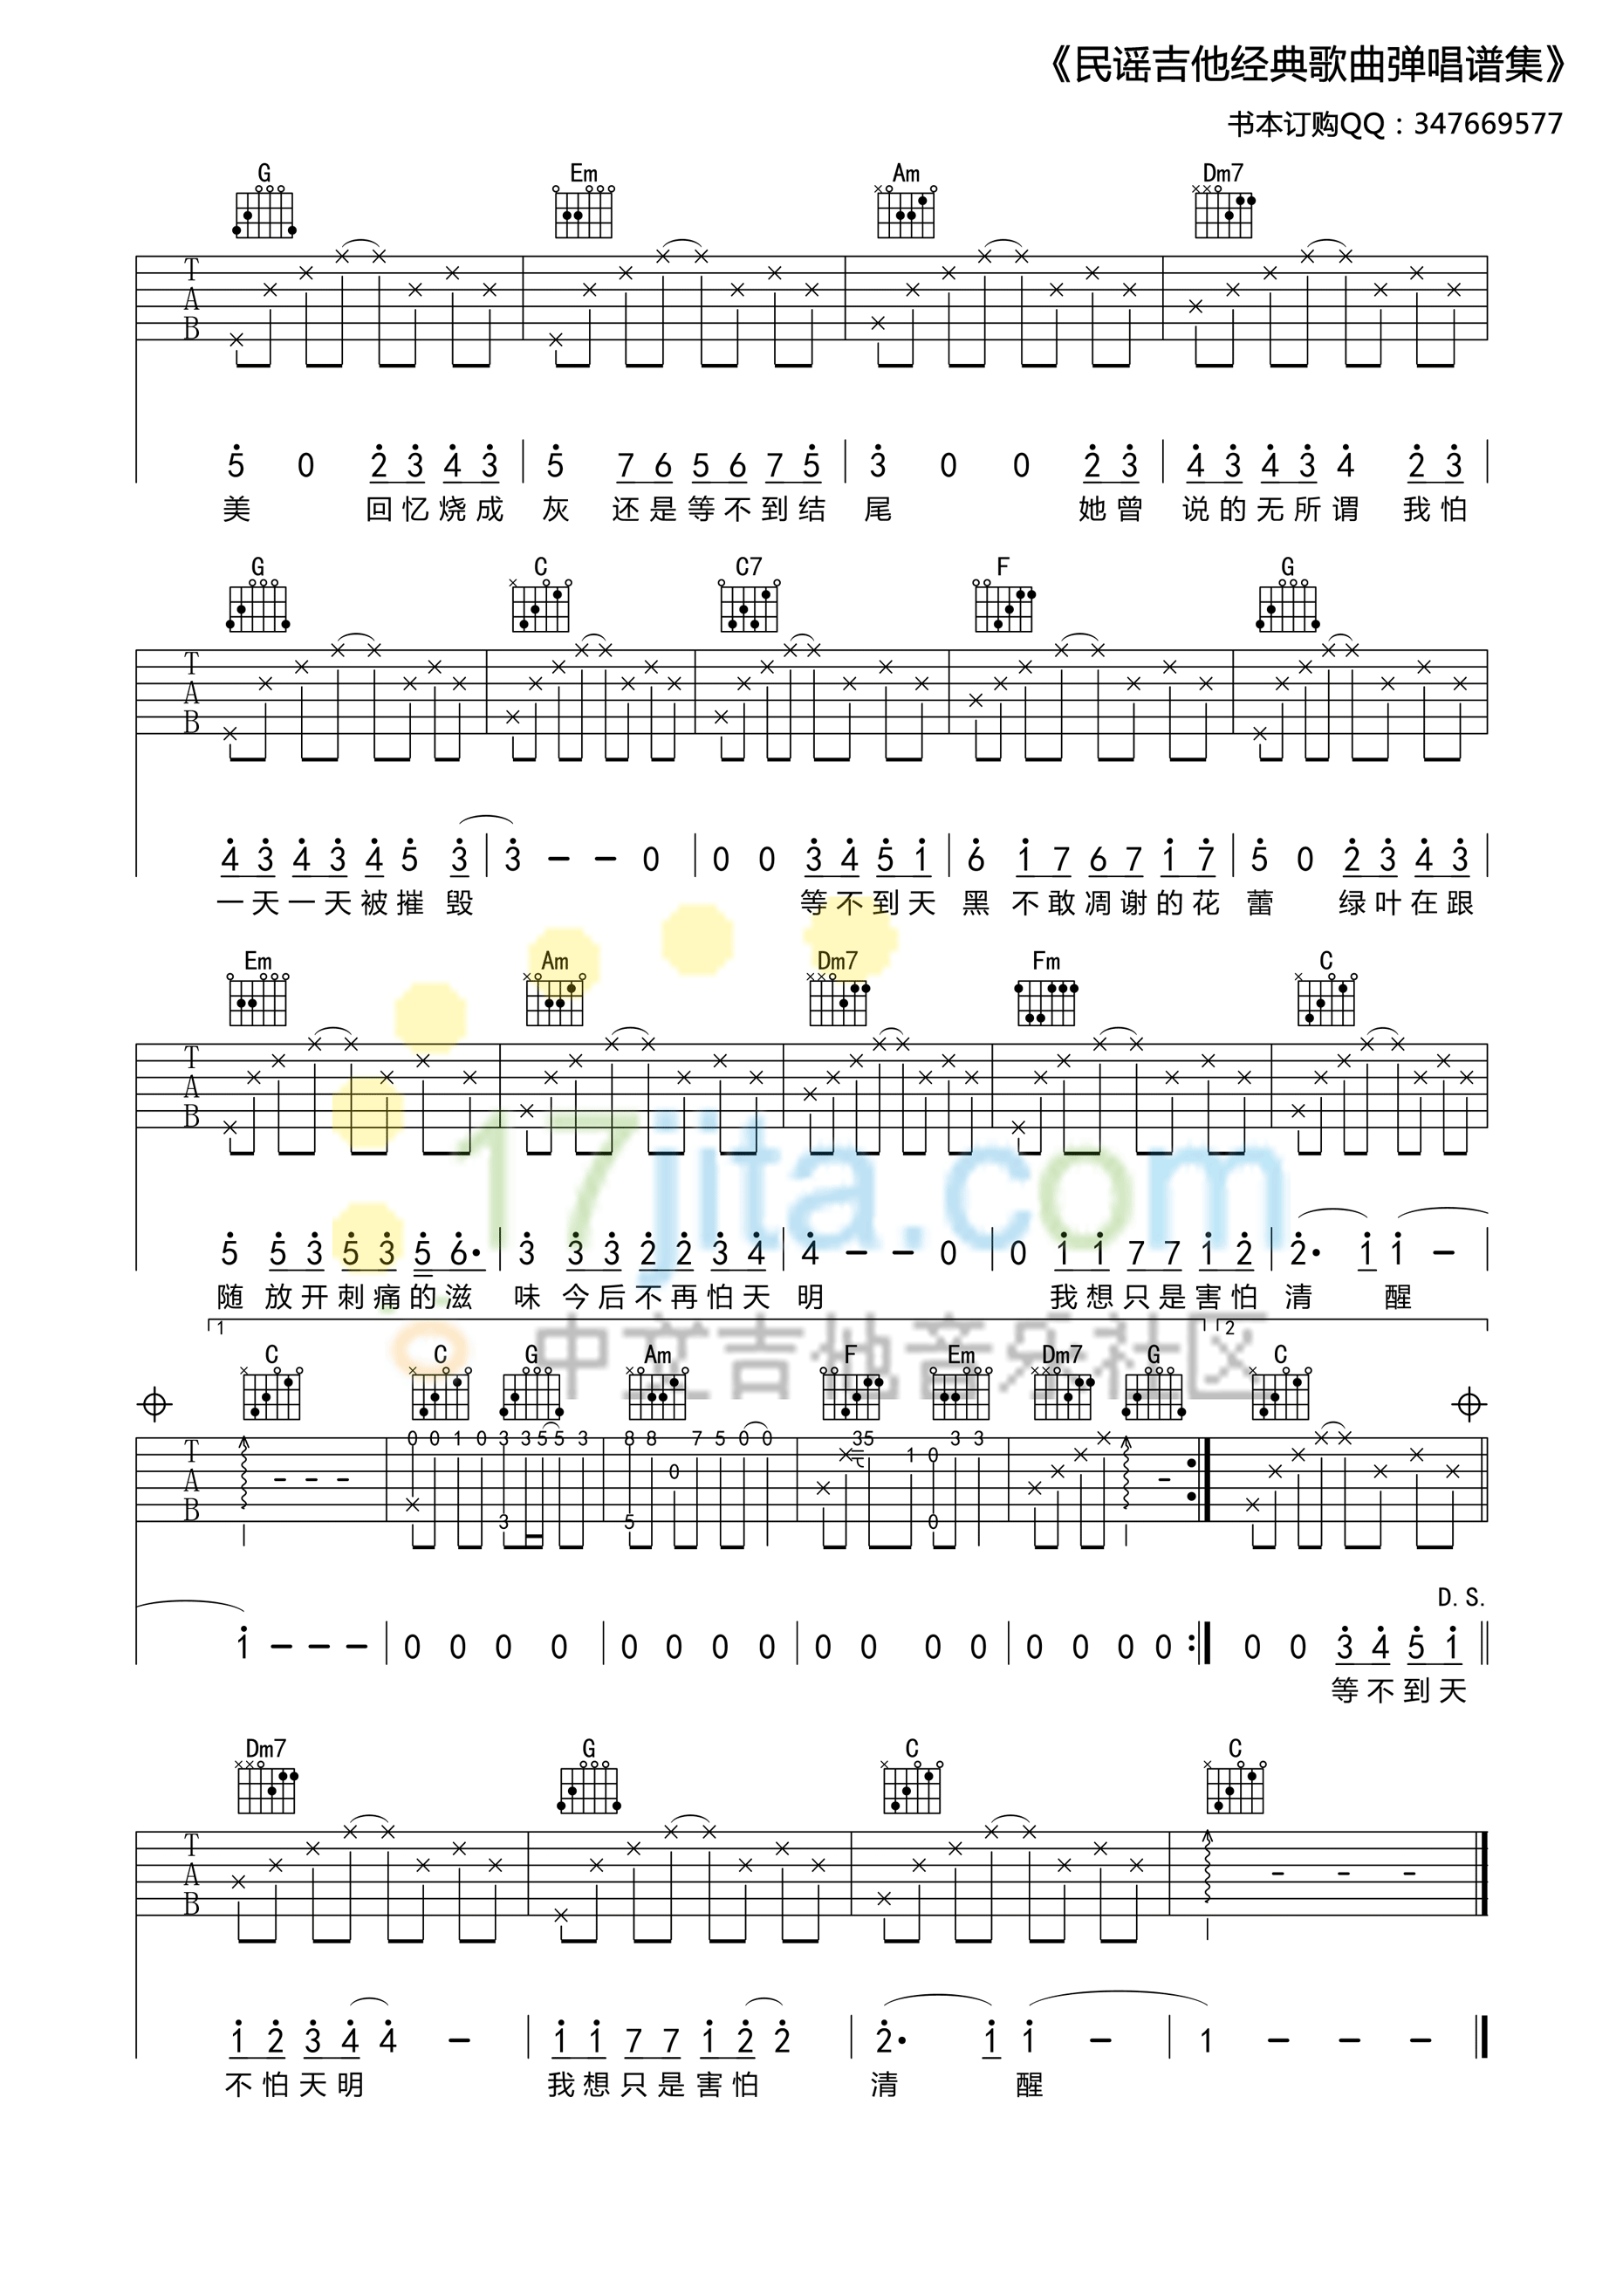 《民谣吉他经典歌曲弹唱谱集》
书本订购QQ：347669577
G Em Am Dm7
T
A
B
5 0 2 3 4 3 | 5 7 6 5 6 7 5 | 3 0 0 2 3 | 4 3 4 3 4 2 3 |
美 回忆烧成 灰 还是等不到结 尾 她曾 说的无所谓 我怕
G C C7 F G
T
A
B
4 3 4 3 4 5 3 | 3 – – 0 | 0 0 3 4 5 1 | 6 1 7 6 7 1 7 | 5 0 2 3 4 3 |
一天一天被摧 毁 等不到天 黑 不敢凋谢的花 蕾 绿叶在跟
Em Am Dm7 Fm C
T
A
B
5 5 3 5 3 5 6· | 3 3 3 2 2 3 4 | 4 – – 0 | 0 1 1 7 7 1 2 | 2· 1 1 – |
随 放开刺痛的滋 味 今后不再怕天 明 我想只是害怕 清 醒
17jita.com
中文吉他音乐社区
1 2
C C G Am F Em Dm7 G C
T
A
B
0 0 1 0 3 3 5 5 3 8 8 7 5 0 0 35 1 0 3 3
0
3 5 0
D. S.
1 – – – | 0 0 0 0 | 0 0 0 0 | 0 0 0 0 | 0 0 0 0 :| 0 0 3 4 5 1 ||
等不到天
Dm7 G C C
T
A
B
1 2 3 4 4 – | 1 1 7 7 1 2 2 | 2· 1 1 – | 1 – – – ||
不怕天明 我想只是害怕 清 醒